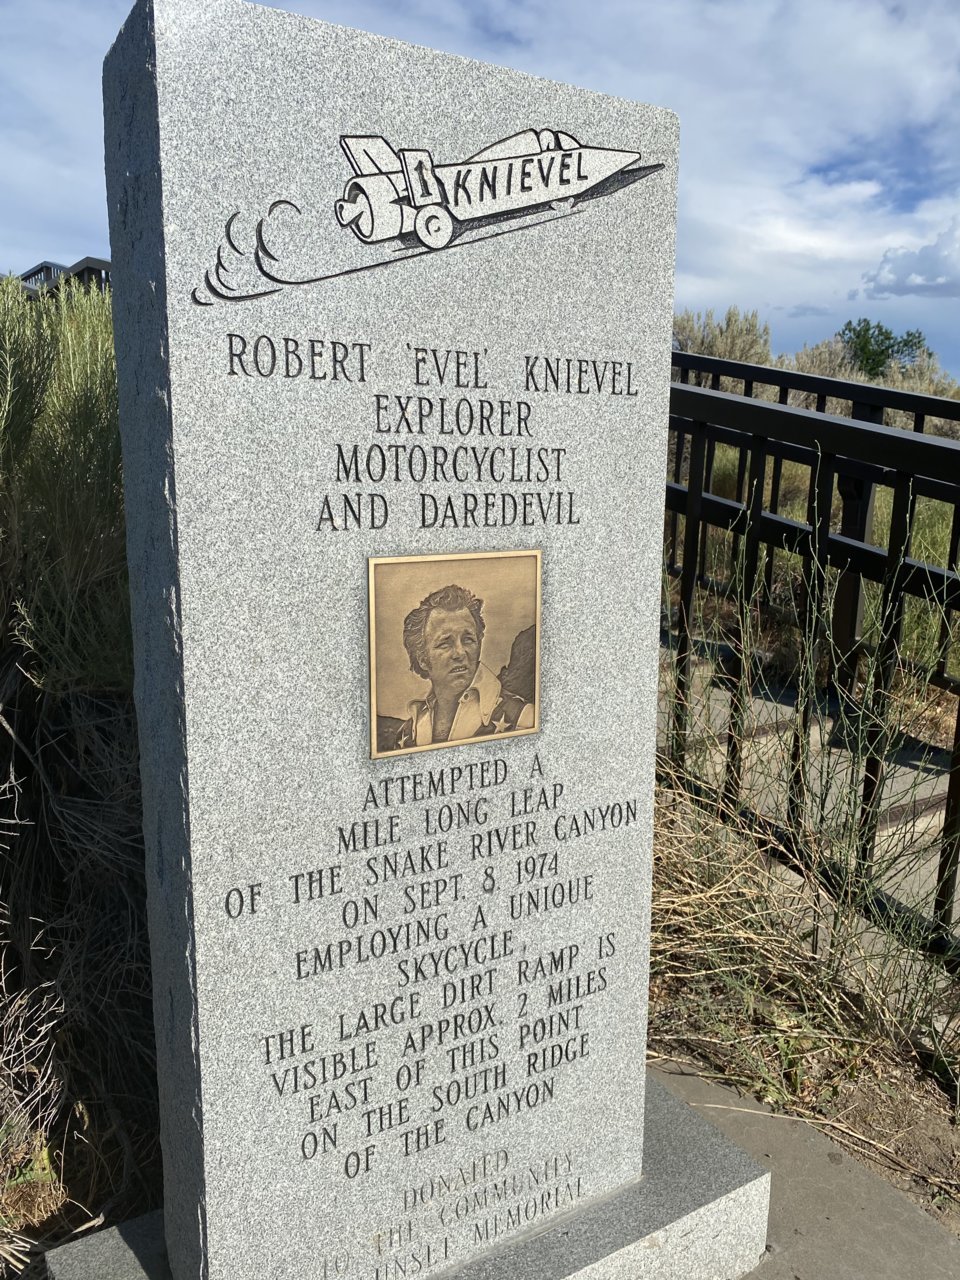 KNIEVEL
1
ROBERT 'EVEL' KNIEVEL
EXPLORER
MOTORCYCLIST
AND DAREDEVIL
ATTEMPTED A
MILE LONG LEAP
OF THE SNAKE RIVER CANYON
ON SEPT. 8 1974
EMPLOYING A UNIQUE
SKYCYCLE.
THE LARGE DIRT RAMP IS
VISIBLE APPROX. 2 MILES
EAST OF THIS POINT
ON THE SOUTH RIDGE
OF THE CANYON
DONATED
TO THE COMMUNITY
MEMORIAL